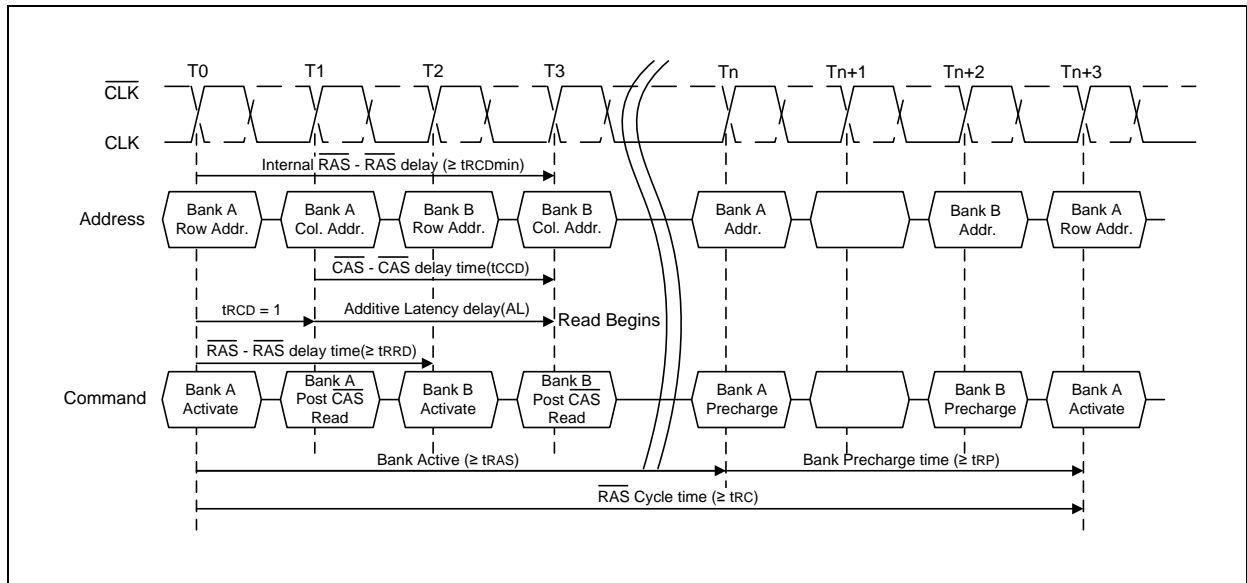 T0 T1 T2 T3 Tn Tn+1 Tn+2 Tn+3
CLK
CLK
Internal RAS - RAS delay (≥ tRCDmin)
Address
Bank A
Row Addr.
Bank A
Col. Addr.
Bank B
Row Addr.
Bank B
Col. Addr.
Bank A
Addr.
Bank B
Addr.
Bank A
Row Addr.
CAS - CAS delay time(tCCD)
tRCD = 1
Additive Latency delay(AL)
Read Begins
RAS - RAS delay time(≥ tRRD)
Command
Bank A
Activate
Bank A
Post CAS
Read
Bank B
Activate
Bank B
Post CAS
Read
Bank A
Precharge
Bank B
Precharge
Bank A
Activate
Bank Active (≥ tRAS)
Bank Precharge time (≥ tRP)
RAS Cycle time (≥ tRC)